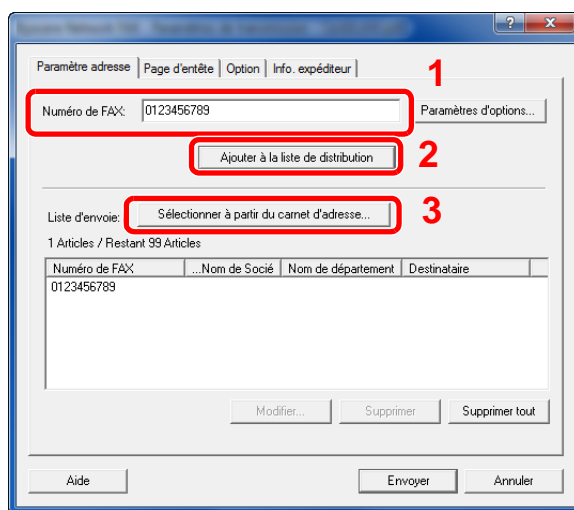 ? X
Paramètre adresse Page d'entête Option Info. expéditeur 1
Numéro de FAX: 0123456789 Paramètres d'options...
Ajouter à la liste de distribution 2
Liste d'envoie: Sélectionner à partir du carnet d'adresse... 3
1 Articles / Restant 99 Articles
Numéro de FAX ...Nom de Socié Nom de département Destinataire
0123456789
Modifier... Supprimer Supprimer tout
Aide Envoyer Annuler